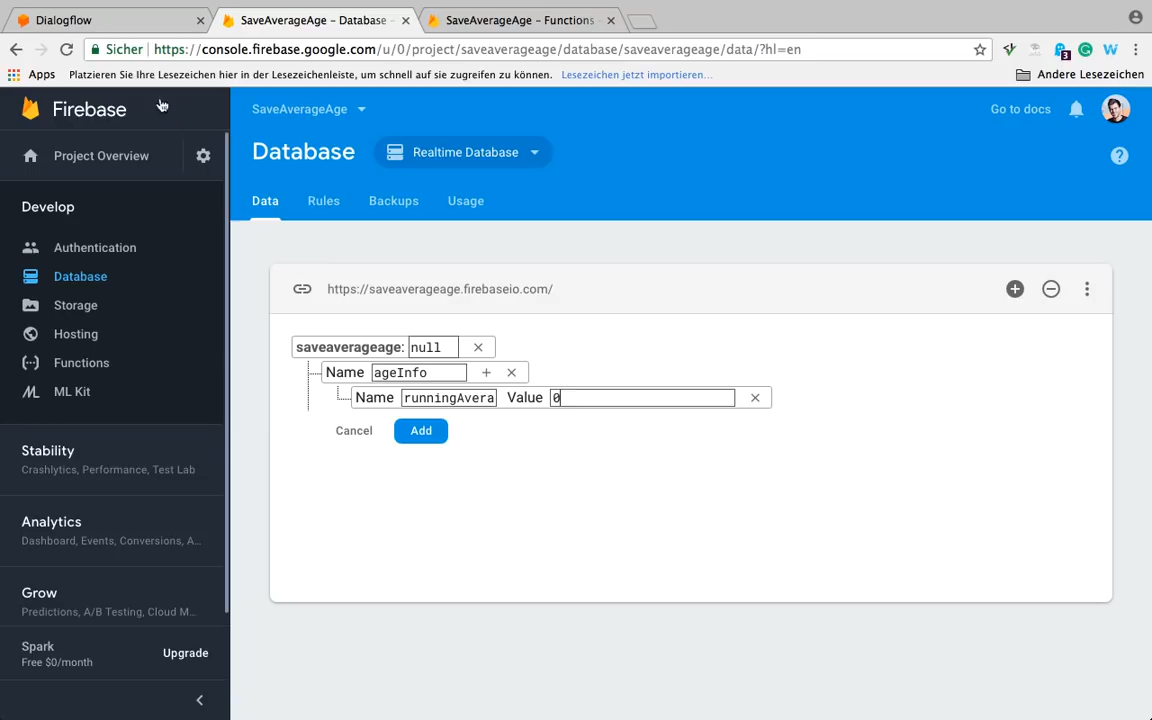 Dialogflow
SaveAverageAge - Database -
SaveAverageAge - Functions -
Sicher https://console.firebase.google.com/u/0/project/saveaverageage/database/saveaverageage/data/?hl=en
3
G
W
Apps
Platzieren Sie Ihre Lesezeichen hier in der Lesezeichenleiste, um schnell auf sie zugreifen zu können.
Lesezeichen jetzt importieren...
Andere Lesezeichen
Firebase
SaveAverageAge
Go to docs
Project Overview
Database
Realtime Database
?
Data
Rules
Backups
Usage
Develop
Authentication
Database
Storage
Hosting
Functions
ML Kit
https://saveaverageage.firebaseio.com/
saveaverageage: null
Name ageInfo
Name runningAvera Value 0
Cancel
Add
Stability
Crashlytics, Performance, Test Lab
Analytics
Dashboard, Events, Conversions, A...
Grow
Predictions, A/B Testing, Cloud M...
Spark
Free $0/month
Upgrade